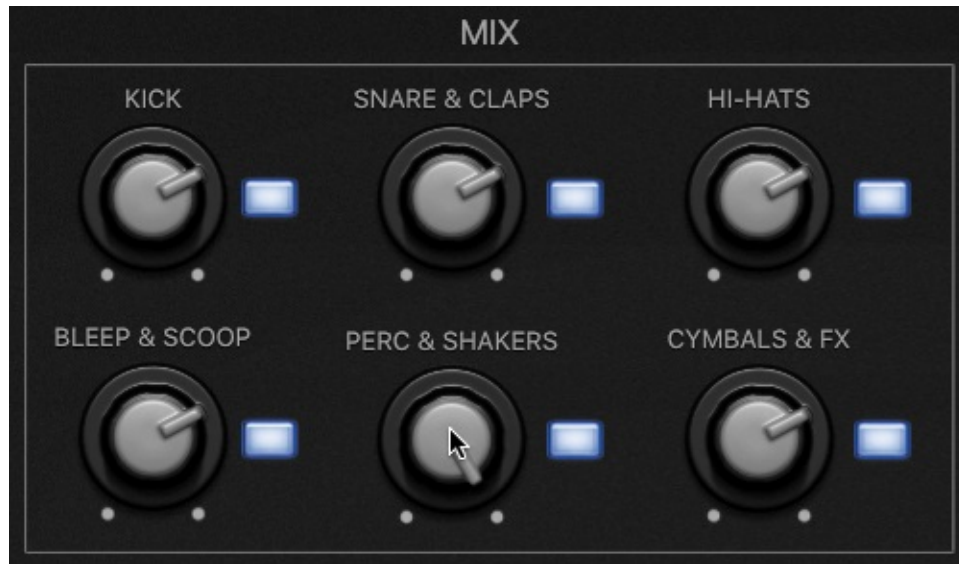 MIX
KICK
SNARE & CLAPS
HI-HATS
BLEEP & SCOOP
PERC & SHAKERS
CYMBALS & FX